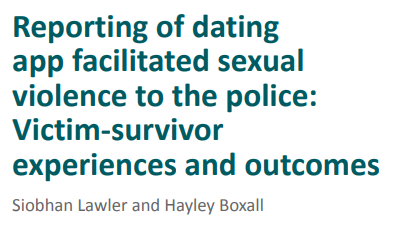 Reporting of dating
app facilitated sexual
violence to the police:
Victim-survivor
experiences and outcomes
Siobhan Lawler and Hayley Boxall